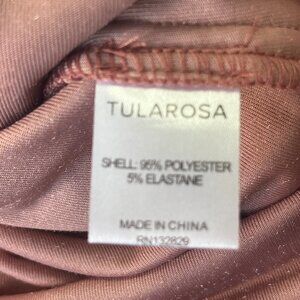 TULAROSA
SHELL: 95% POLYESTER
5% ELASTANE
MADE IN CHINA
RN132829